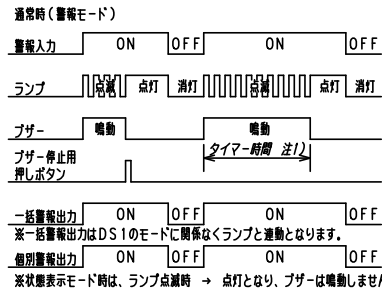 通常時(警報モード)
警報入力 ON OFF ON OFF
ランプ 点滅 点灯 消灯 点滅 点灯 消灯
ブザー 鳴動 鳴動
ブザー停止用 タイマー時間 注1)
押しボタン
一括警報出力 ON OFF ON OFF
※一括警報出力はDS1のモードに関係なくランプと連動となります。
個別警報出力 ON OFF ON OFF
※状態表示モード時は、ランプ点滅時 → 点灯となり、ブザーは鳴動しませ